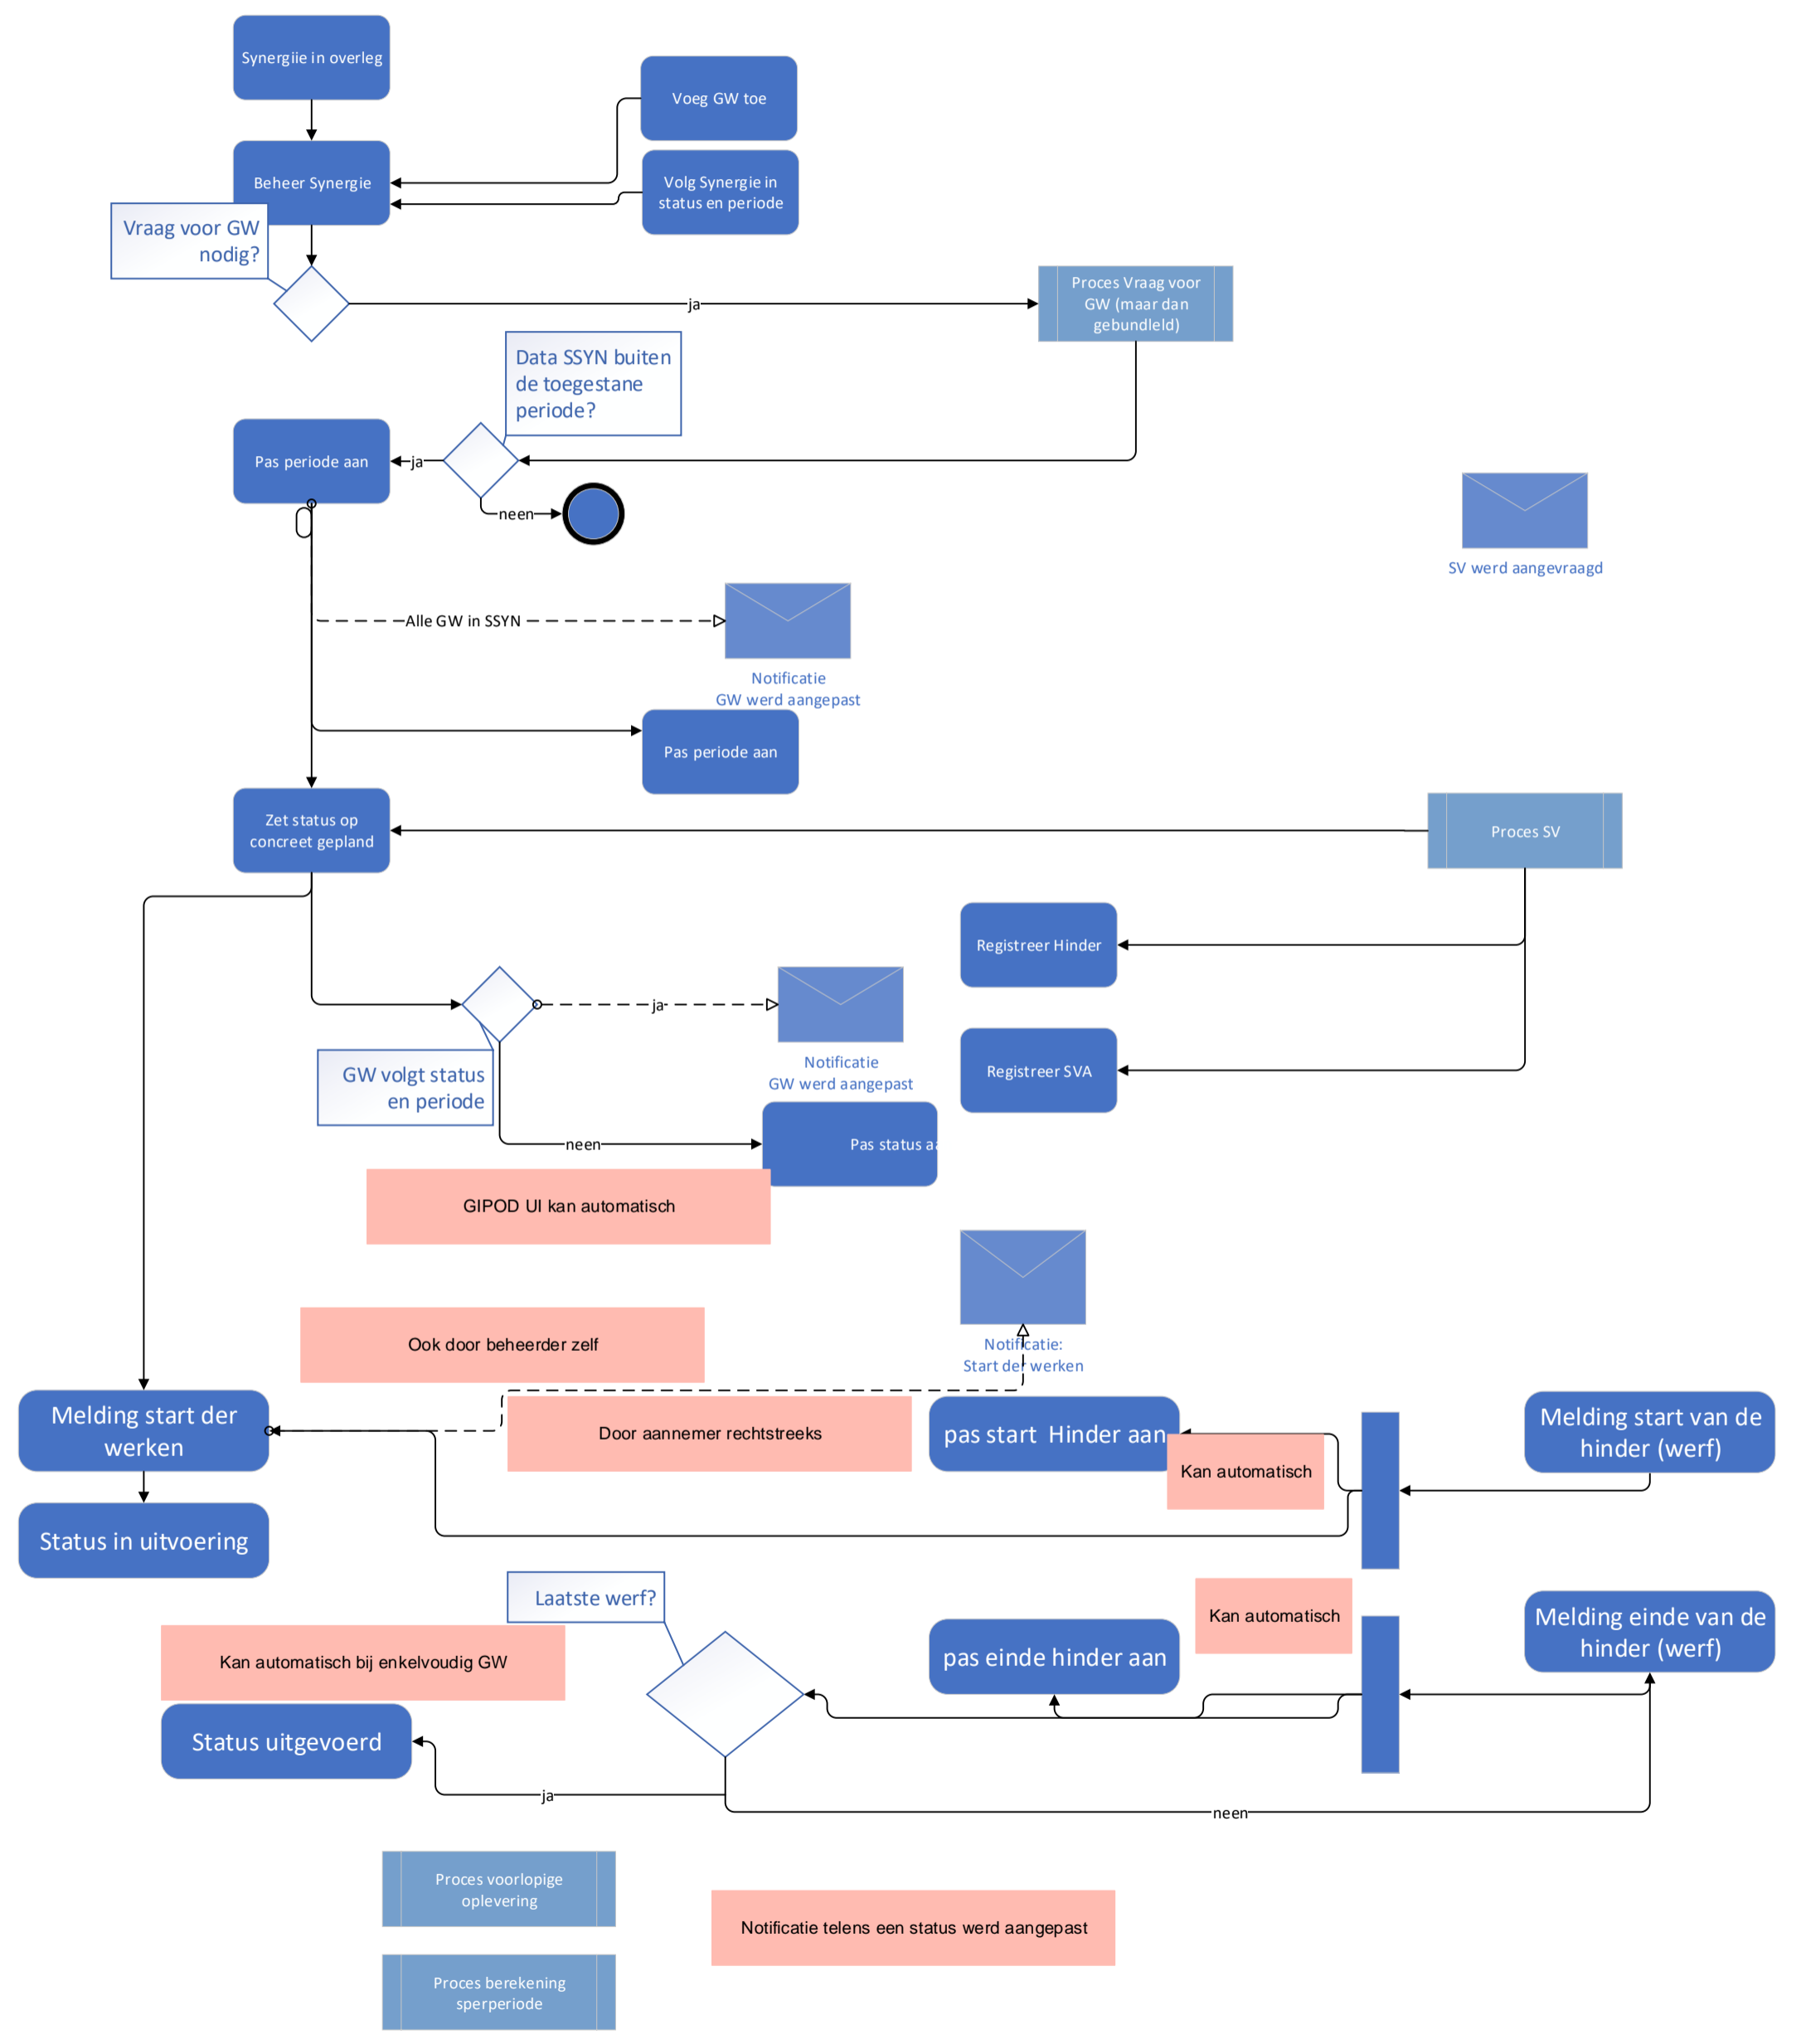 Synergiie in overleg
Voeg GW toe
Beheer Synergie
Volg Synergie in
status en periode
Vraag voor GW
nodig?
ja
Proces Vraag voor
GW (maar dan
gebundleld)
Data SSYN buiten
de toegestane
periode?
Pas periode aan
ja
neen
SV werd aangevraagd
Alle GW in SSYN
Notificatie
GW werd aangepast
Pas periode aan
Zet status op
concreet gepland
Proces SV
Registreer Hinder
ja
Notificatie
GW werd aangepast
Registreer SVA
GW volgt status
en periode
neen
Pas status aa
GIPOD UI kan automatisch
Ook door beheerder zelf
Notificatie:
Start der werken
Melding start der
werken
Door aannemer rechtstreeks
pas start  Hinder aan
Kan automatisch
Melding start van de
hinder (werf)
Status in uitvoering
Laatste werf?
Kan automatisch
Melding einde van de
hinder (werf)
Kan automatisch bij enkelvoudig GW
pas einde hinder aan
Status uitgevoerd
ja
neen
Proces voorlopige
oplevering
Notificatie telens een status werd aangepast
Proces berekening
sperperiode